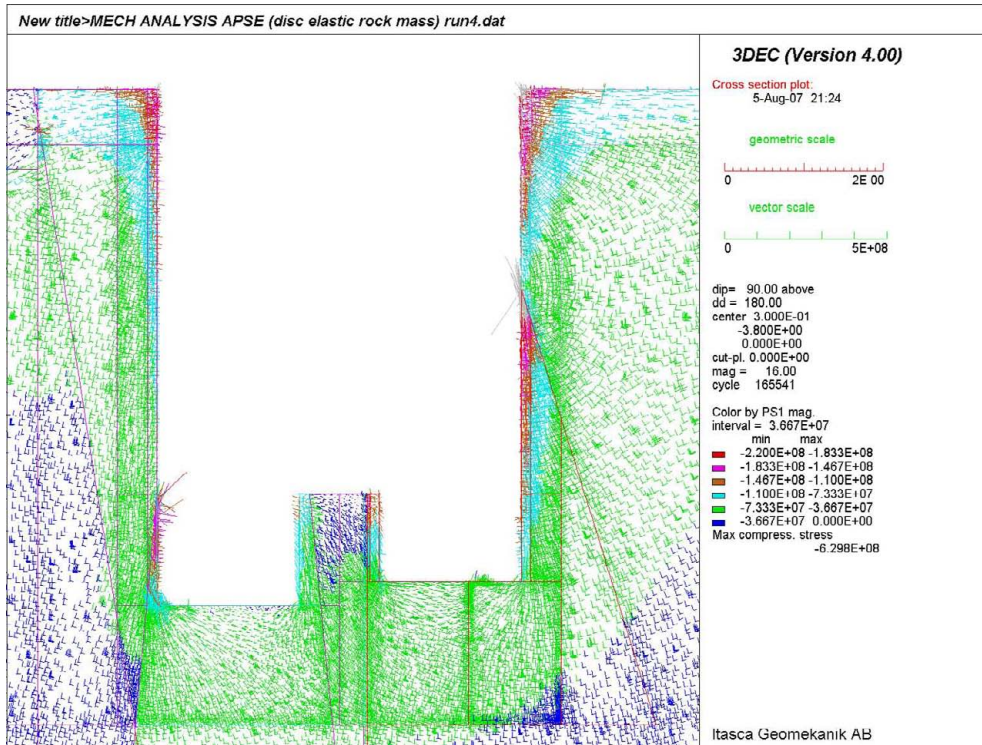 New title>MECH ANALYSIS APSE (disc elastic rock mass) run4.dat
3DEC (Version 4.00)
Cross section plot:
5-Aug-07 21:24
geometric scale
0 2E 00
vector scale
0 5E+08
dip= 90.00 above
dd = 180.00
center 3.000E-01
-3.800E+00
0.000E+00
cut-pl. 0.000E+00
mag = 16.00
cycle 165541
Color by PS1 mag.
interval = 3.667E+07
min max
-2.200E+08 -1.833E+08
-1.833E+08 -1.467E+08
-1.467E+08 -1.100E+08
-1.100E+08 -7.333E+07
-7.333E+07 -3.667E+07
-3.667E+07 0.000E+00
Max compress. stress
-6.298E+08
Itasca Geomekanik AB